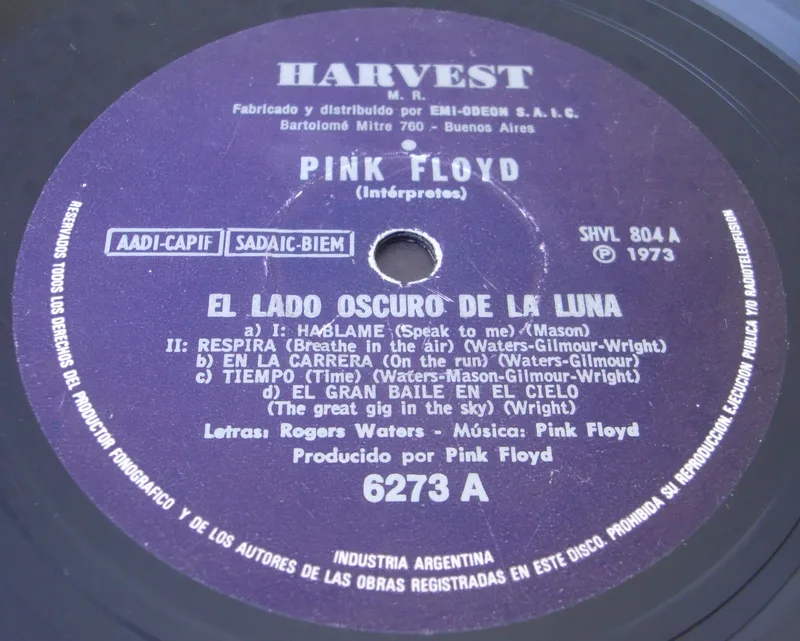 HARVEST
M. R.
Fabricado y distribuido por EMI-ODEON S. A. I. C.
Bartolomé Mitre 760 - Buenos Aires
PINK FLOYD
(Intérpretes)
AADI-CAPIF SADAIC-BIEM
SHVL 804 A
℗ 1973
EL LADO OSCURO DE LA LUNA
a) I: HABLAME (Speak to me) (Mason)
II: RESPIRA (Breathe in the air) (Waters-Gilmour-Wright)
b) EN LA CARRERA (On the run) (Waters-Gilmour)
c) TIEMPO (Time) (Waters-Mason-Gilmour-Wright)
d) EL GRAN BAILE EN EL CIELO
(The great gig in the sky) (Wright)
Letras: Rogers Waters - Música: Pink Floyd
Producido por Pink Floyd
6273 A
INDUSTRIA ARGENTINA
RESERVADOS TODOS LOS DERECHOS DEL PRODUCTOR FONOGRAFICO Y DE LOS AUTORES DE LAS OBRAS REGISTRADAS EN ESTE DISCO. PROHIBIDA SU REPRODUCCION, EJECUCION PUBLICA Y/O RADIOTELEDIFUSION